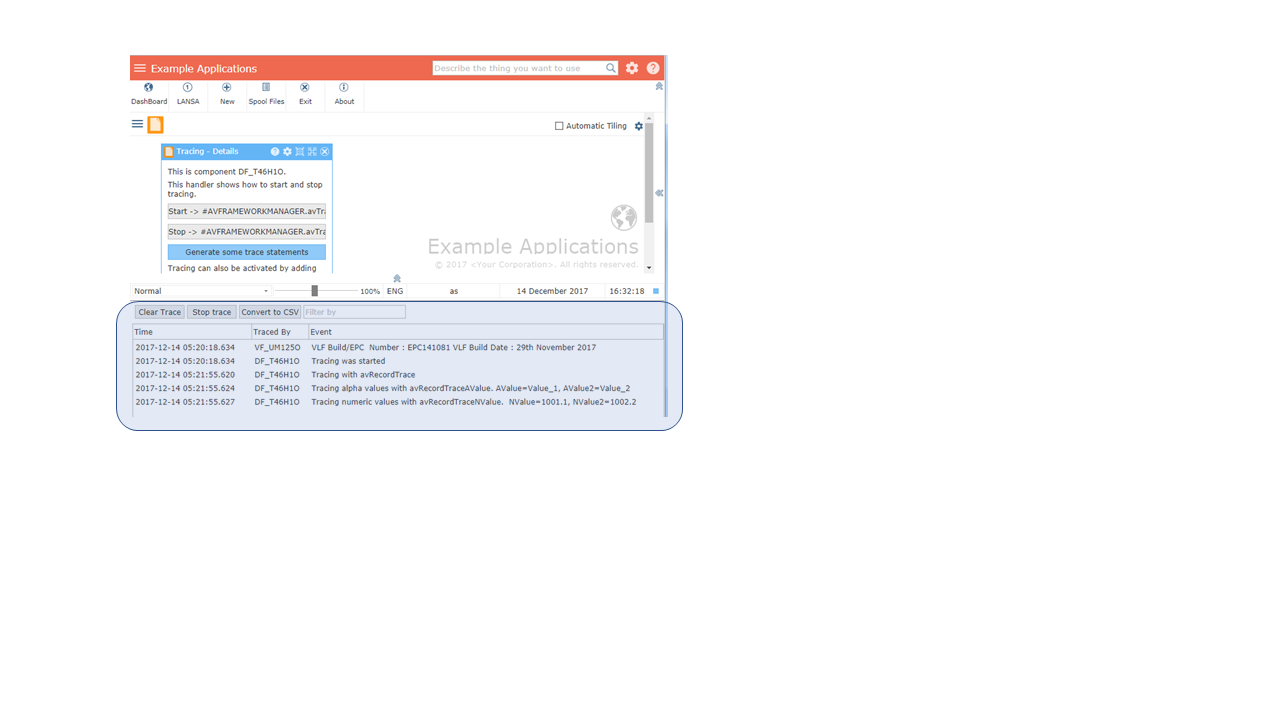 Example Applications
Describe the thing you want to use
DashBoard LANSA New Spool Files Exit About
Automatic Tiling
Tracing - Details
This is component DF_T46H1O.
This handler shows how to start and stop
tracing.
Start -> #AVFRAMEWORKMANAGER.avTra
Stop -> #AVFRAMEWORKMANAGER.avTra
Generate some trace statements
Tracing can also be activated by adding
Example Applications
© 2017 <Your Corporation>. All rights reserved.
Normal 100% ENG as 14 December 2017 16:32:18
Clear Trace Stop trace Convert to CSV Filter by
Time Traced By Event
2017-12-14 05:20:18.634 VF_UM125O VLF Build/EPC Number : EPC141081 VLF Build Date : 29th November 2017
2017-12-14 05:20:18.634 DF_T46H1O Tracing was started
2017-12-14 05:21:55.620 DF_T46H1O Tracing with avRecordTrace
2017-12-14 05:21:55.624 DF_T46H1O Tracing alpha values with avRecordTraceAValue. AValue=Value_1, AValue2=Value_2
2017-12-14 05:21:55.627 DF_T46H1O Tracing numeric values with avRecordTraceNValue. NValue=1001.1, NValue2=1002.2